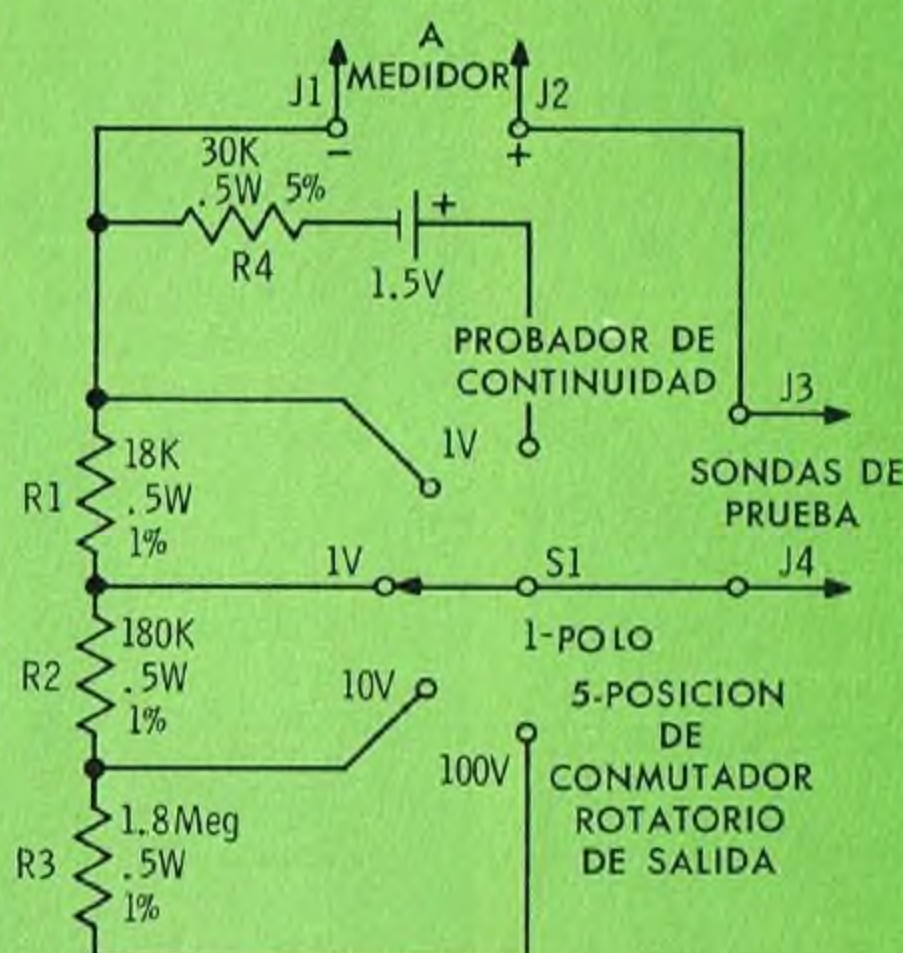 A
MEDIDOR
J1
J2
−
+
30K
.5W 5%
R4
+
1.5V
PROBADOR DE
CONTINUIDAD
J3
1V
SONDAS DE
PRUEBA
R1
18K
.5W
1%
1V
S1
J4
1-POLO
R2
180K
.5W
1%
10V
5-POSICION
DE
CONMUTADOR
ROTATORIO
DE SALIDA
100V
R3
1.8Meg
.5W
1%